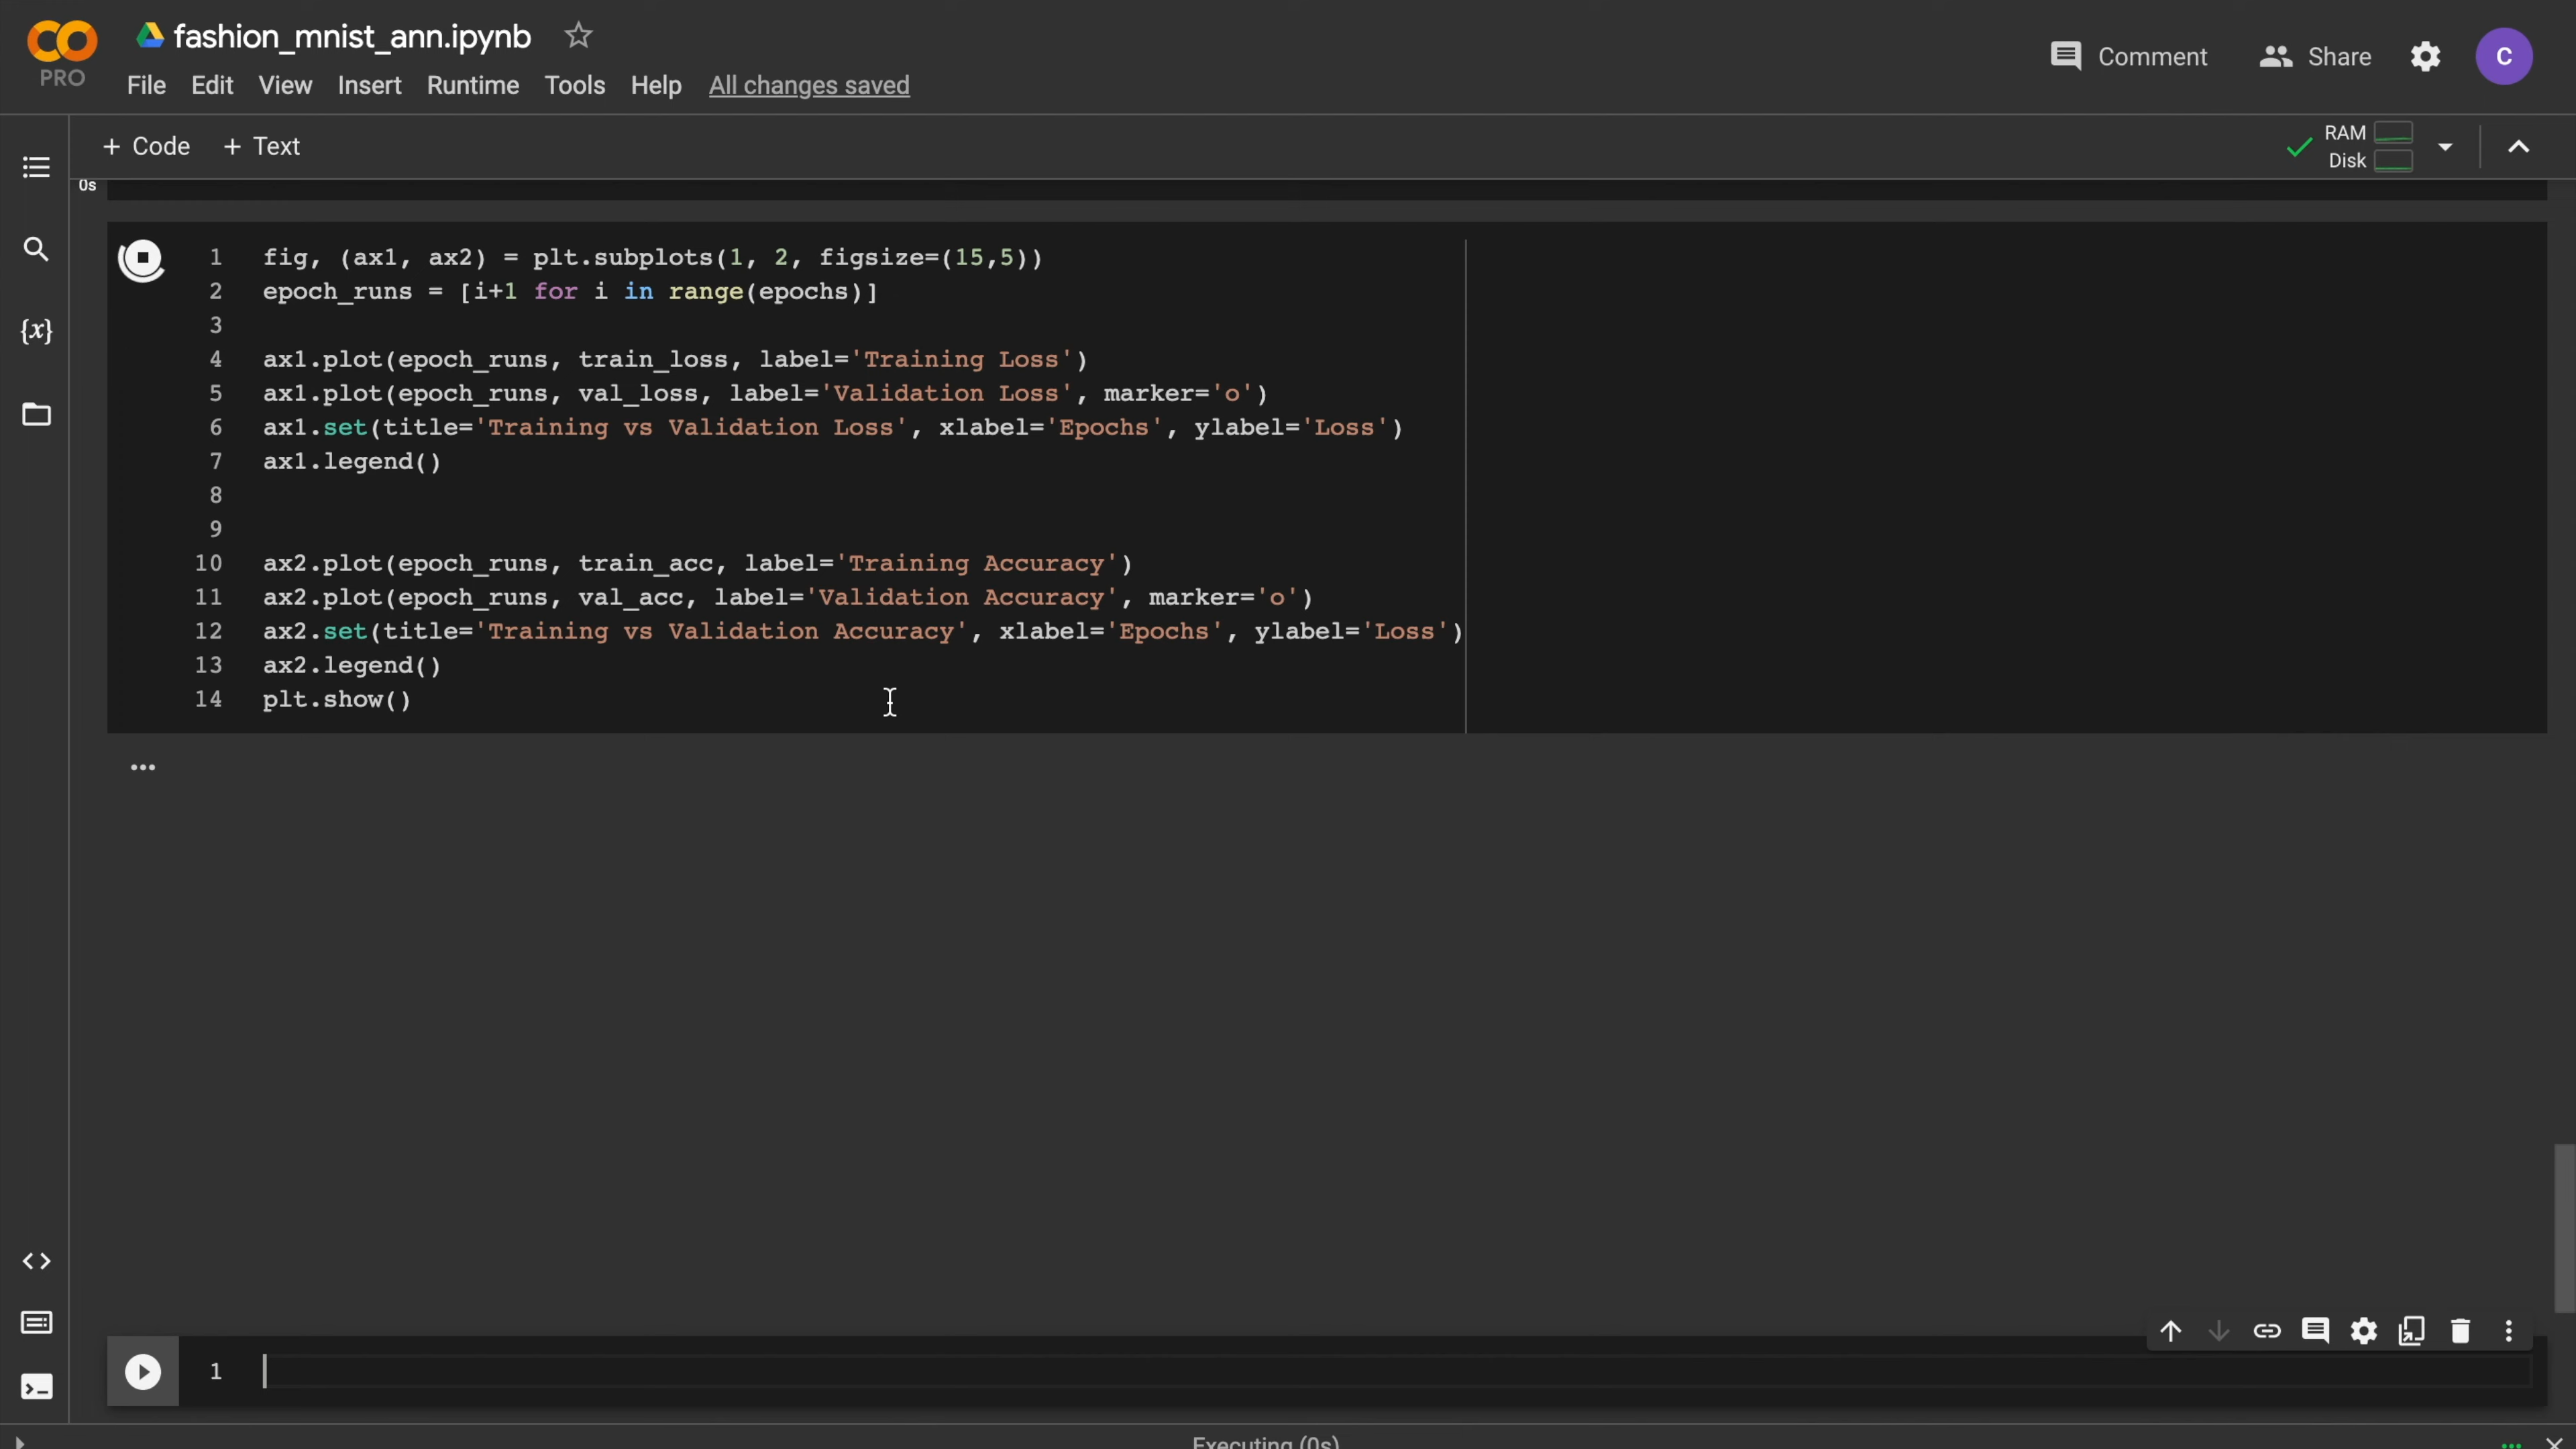 fashion_mnist_ann.ipynb
PRO
File Edit View Insert Runtime Tools Help All changes saved
Comment Share C
+ Code + Text
RAM
Disk
0s
1 fig, (ax1, ax2) = plt.subplots(1, 2, figsize=(15,5))
2 epoch_runs = [i+1 for i in range(epochs)]
3
4 ax1.plot(epoch_runs, train_loss, label='Training Loss')
5 ax1.plot(epoch_runs, val_loss, label='Validation Loss', marker='o')
6 ax1.set(title='Training vs Validation Loss', xlabel='Epochs', ylabel='Loss')
7 ax1.legend()
8
9
10 ax2.plot(epoch_runs, train_acc, label='Training Accuracy')
11 ax2.plot(epoch_runs, val_acc, label='Validation Accuracy', marker='o')
12 ax2.set(title='Training vs Validation Accuracy', xlabel='Epochs', ylabel='Loss')
13 ax2.legend()
14 plt.show()
1
Executing (0s)